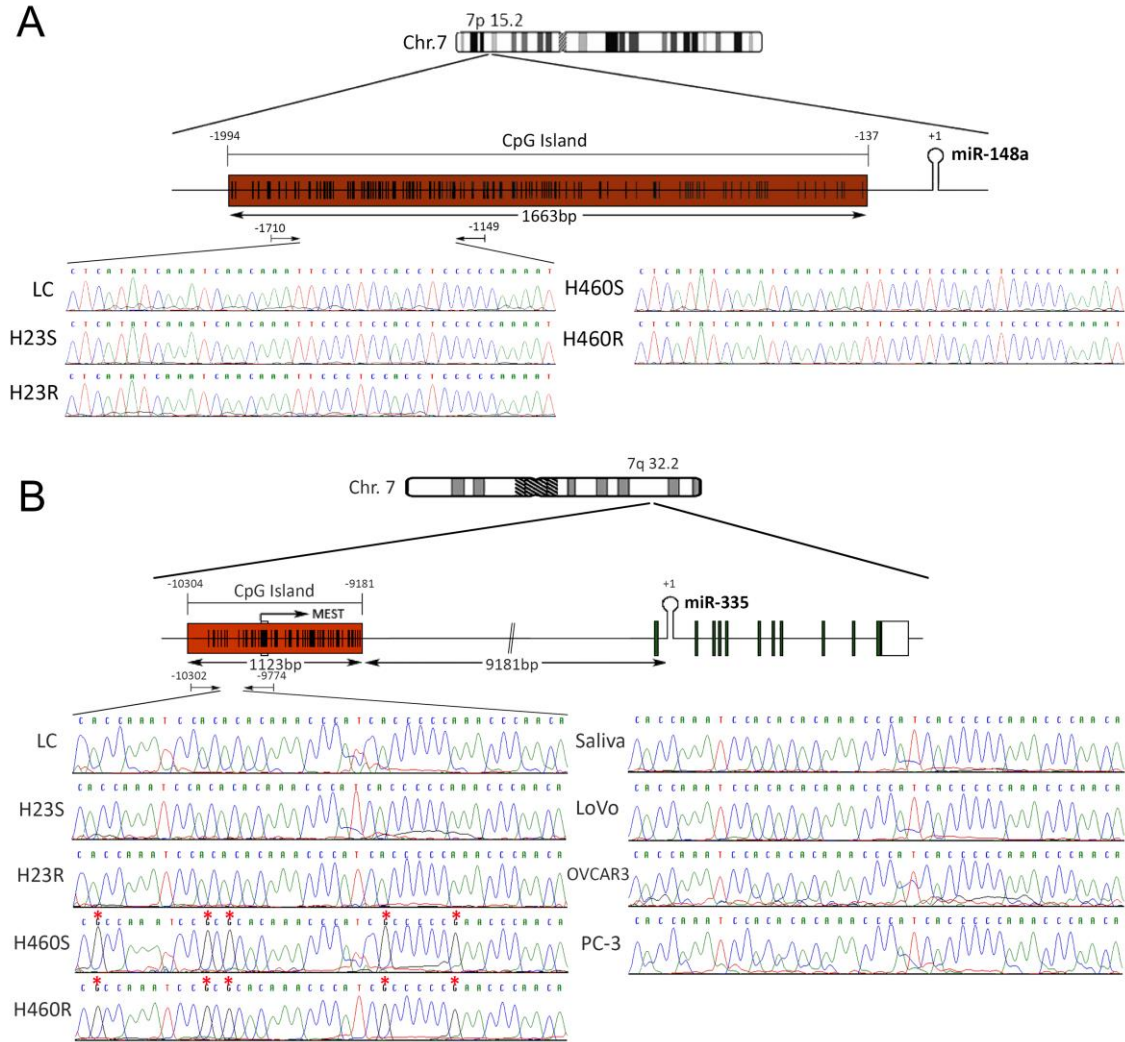 A
7p 15.2
Chr.7
-1994 CpG Island -137 +1
miR-148a
1663bp
-1710 -1149
C T C A T A T C A A A T C A A C A A A T T C C C T C C A C C T C C C C C A A A A T
LC
C T C A T A T C A A A T C A A C A A A T T C C C T C C A C C T C C C C C A A A A T
H23S
C T C A T A T C A A A T C A A C A A A T T C C C T C C A C C T C C C C C A A A A T
H23R
C T C A T A T C A A A T C A A C A A A T T C C C T C C A C C T C C C C C A A A A T
H460S
C T C A T A T C A A A T C A A C A A A T T C C C T C C A C C T C C C C C A A A A T
H460R
B
7q 32.2
Chr. 7
-10304 -9181 +1
CpG Island
miR-335
MEST
1123bp 9181bp
-10302 -9774
C A C C A A A T C C A C A C A C A A A C C C A T C A C C C C C A A A C C C A A C A
LC
C A C C A A A T C C A C A C A C A A A C C C A T C A C C C C C A A A C C C A A C A
H23S
C A C C A A A T C C A C A C A C A A A C C C A T C A C C C C C A A A C C C A A C A
H23R
* * * * *
C G C C A A A T C C G C G C A C A A A C C C A T C G C C C C C G A A C C C A A C A
H460S
* * * * *
C G C C A A A T C C G C G C A C A A A C C C A T C G C C C C C G A A C C C A A C A
H460R
C A C C A A A T C C A C A C A C A A A C C C A T C A C C C C C A A A C C C A A C A
Saliva
C A C C A A A T C C A C A C A C A A A C C C A T C A C C C C C A A A C C C A A C A
LoVo
C A C C A A A T C C A C A C A C A A A C C C A T C A C C C C C A A A C C C A A C A
OVCAR3
C A C C A A A T C C A C A C A C A A A C C C A T C A C C C C C A A A C C C A A C A
PC-3